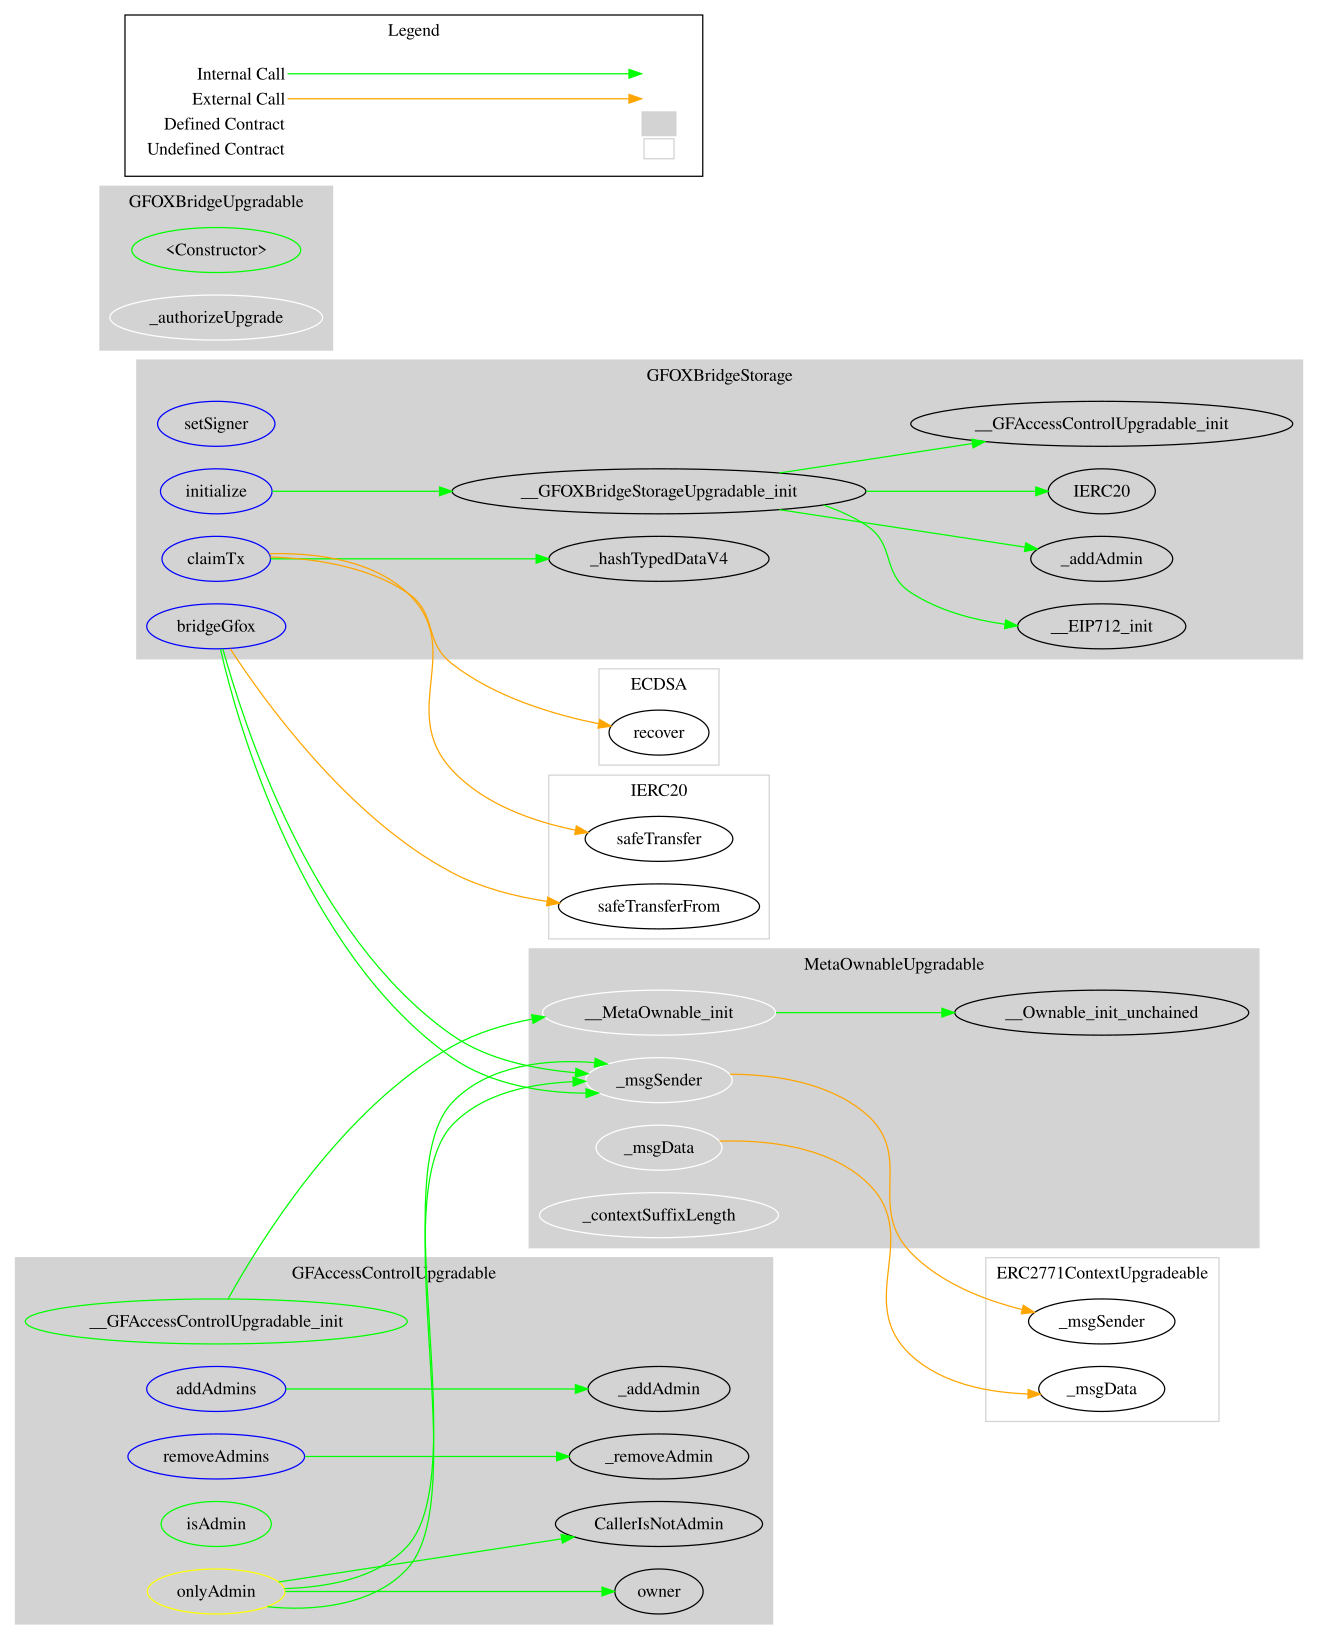 Legend
Internal Call
External Call
Defined Contract
Undefined Contract
GFOXBridgeUpgradable
<Constructor>
_authorizeUpgrade
GFOXBridgeStorage
setSigner
__GFAccessControlUpgradable_init
initialize
__GFOXBridgeStorageUpgradable_init
IERC20
claimTx
_hashTypedDataV4
_addAdmin
bridgeGfox
__EIP712_init
ECDSA
recover
IERC20
safeTransfer
safeTransferFrom
MetaOwnableUpgradable
__MetaOwnable_init
__Ownable_init_unchained
_msgSender
_msgData
_contextSuffixLength
GFAccessControlUpgradable
ERC2771ContextUpgradeable
__GFAccessControlUpgradable_init
_msgSender
addAdmins
_addAdmin
_msgData
removeAdmins
_removeAdmin
isAdmin
CallerIsNotAdmin
onlyAdmin
owner